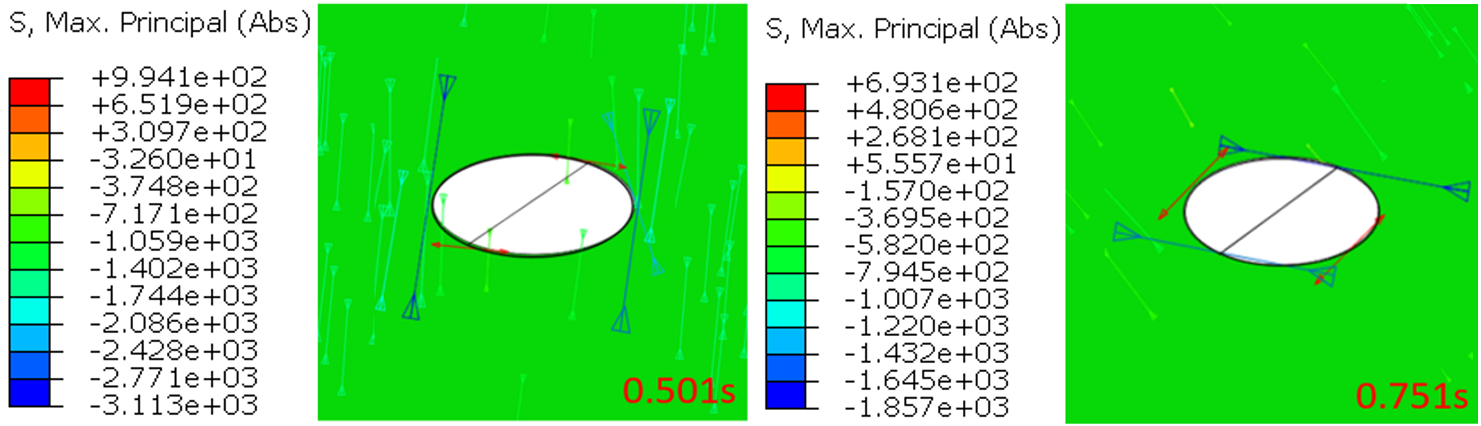 S, Max. Principal (Abs)
+9.941e+02
+6.519e+02
+3.097e+02
-3.260e+01
-3.748e+02
-7.171e+02
-1.059e+03
-1.402e+03
-1.744e+03
-2.086e+03
-2.428e+03
-2.771e+03
-3.113e+03
0.501s
S, Max. Principal (Abs)
+6.931e+02
+4.806e+02
+2.681e+02
+5.557e+01
-1.570e+02
-3.695e+02
-5.820e+02
-7.945e+02
-1.007e+03
-1.220e+03
-1.432e+03
-1.645e+03
-1.857e+03
0.751s